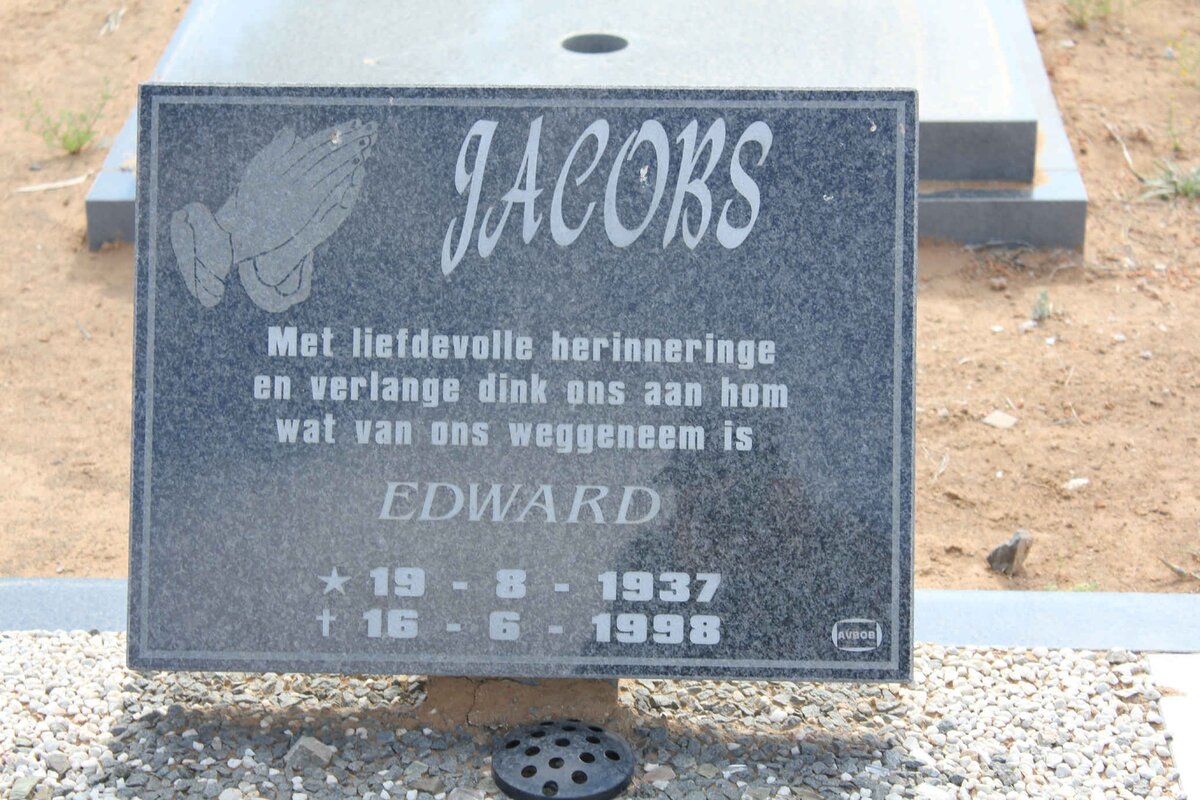 JACOBS
Met liefdevolle herinneringe
en verlange dink ons aan hom
wat van ons weggeneem is
EDWARD
★ 19 - 8 - 1937
† 16 - 6 - 1998
AVBOB